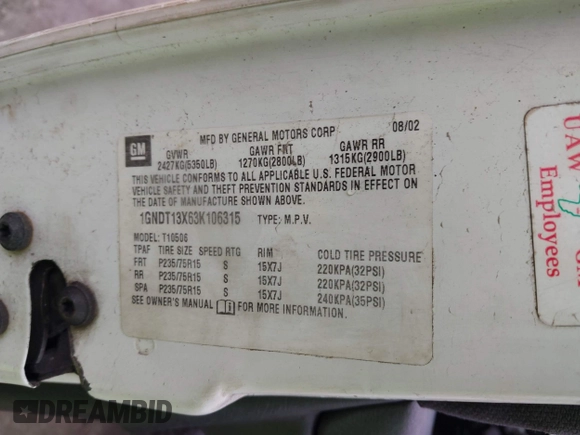 GM
MFD BY GENERAL MOTORS CORP 08/02
GVWR GAWR FNT GAWR RR
2427KG(5350LB) 1270KG(2800LB) 1315KG(2900LB)
THIS VEHICLE CONFORMS TO ALL APPLICABLE U.S. FEDERAL MOTOR
VEHICLE SAFETY AND THEFT PREVENTION STANDARDS IN EFFECT ON
THE DATE OF MANUFACTURE SHOWN ABOVE.
1GNDT13X63K106315 TYPE: M.P.V.
MODEL: T10506
TPAF TIRE SIZE SPEED RTG RIM COLD TIRE PRESSURE
FRT P235/75R15 S 15X7J 220KPA(32PSI)
RR P235/75R15 S 15X7J 220KPA(32PSI)
SPA P235/75R15 S 15X7J 240KPA(35PSI)
SEE OWNER'S MANUAL FOR MORE INFORMATION.
UAW
Employees
DREAMBID